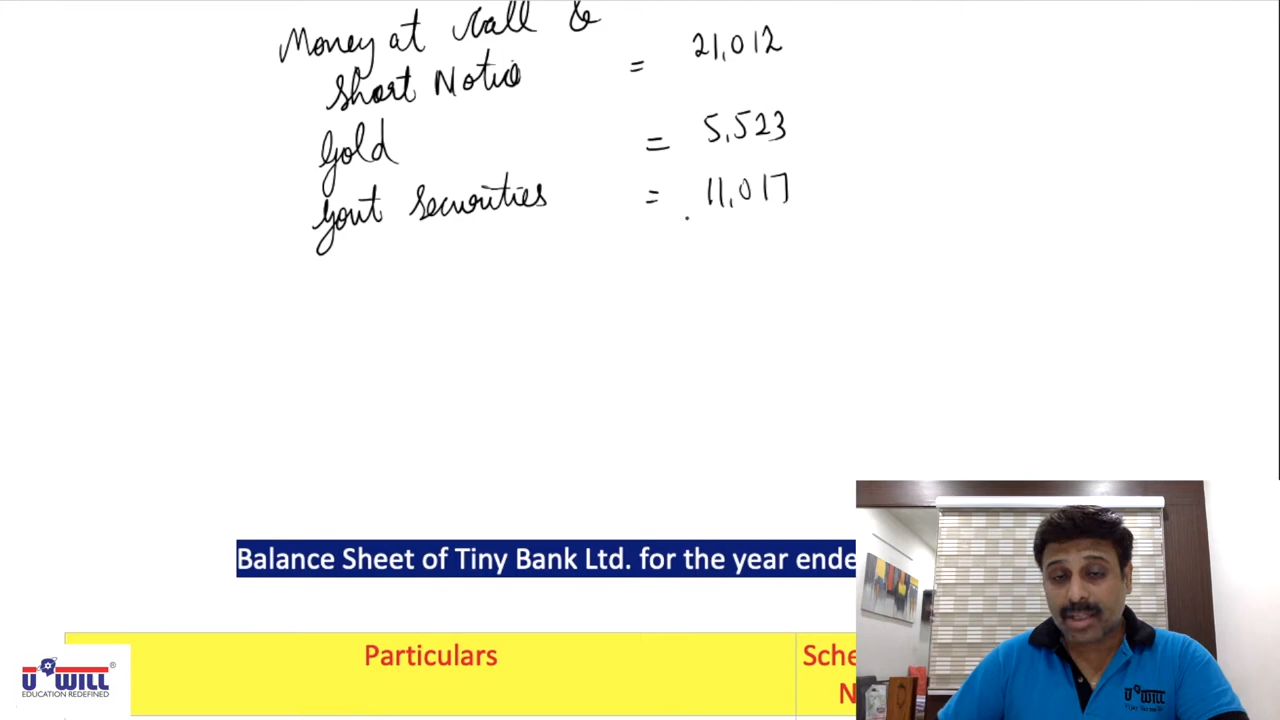 Money at Call &
Short Notice = 21,012
Gold = 5,523
Govt Securities = 11,017
Balance Sheet of Tiny Bank Ltd. for the year ende
Particulars
Sche
N
U WILL
EDUCATION REDEFINED
U WILL